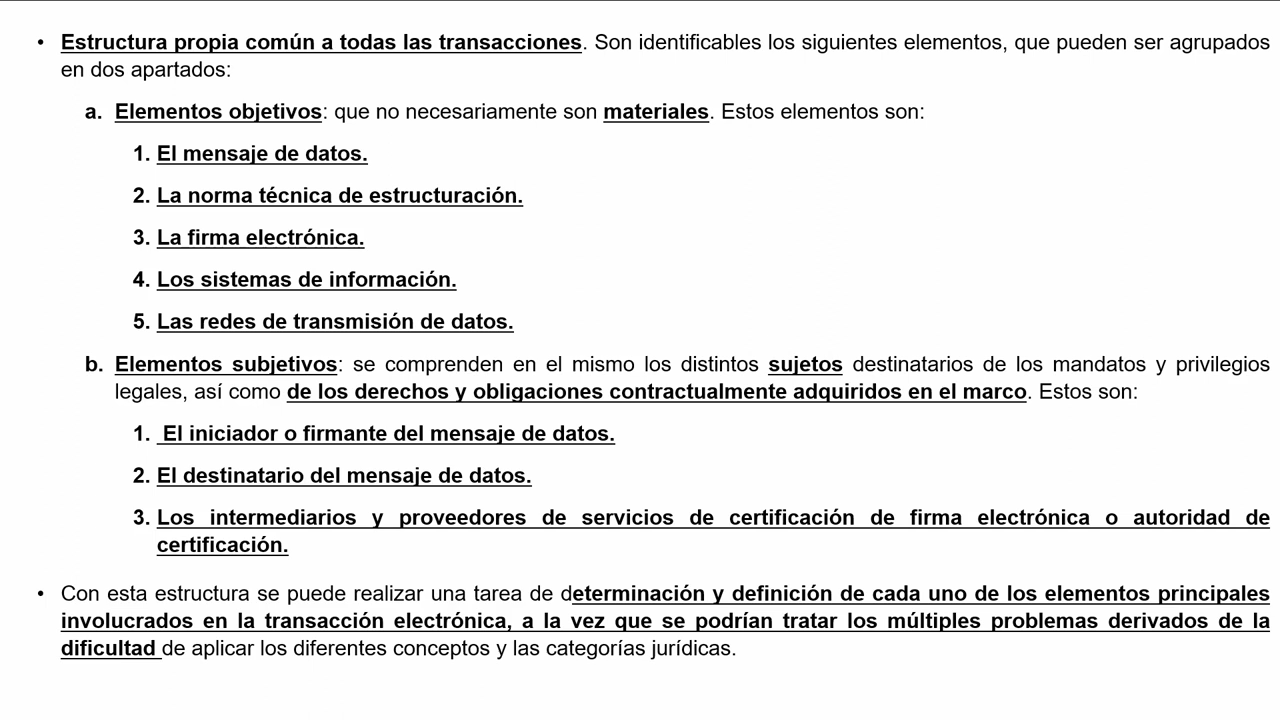 • Estructura propia común a todas las transacciones. Son identificables los siguientes elementos, que pueden ser agrupados
en dos apartados:
a. Elementos objetivos: que no necesariamente son materiales. Estos elementos son:
1. El mensaje de datos.
2. La norma técnica de estructuración.
3. La firma electrónica.
4. Los sistemas de información.
5. Las redes de transmisión de datos.
b. Elementos subjetivos: se comprenden en el mismo los distintos sujetos destinatarios de los mandatos y privilegios
legales, así como de los derechos y obligaciones contractualmente adquiridos en el marco. Estos son:
1. El iniciador o firmante del mensaje de datos.
2. El destinatario del mensaje de datos.
3. Los intermediarios y proveedores de servicios de certificación de firma electrónica o autoridad de
certificación.
• Con esta estructura se puede realizar una tarea de determinación y definición de cada uno de los elementos principales
involucrados en la transacción electrónica, a la vez que se podrían tratar los múltiples problemas derivados de la
dificultad de aplicar los diferentes conceptos y las categorías jurídicas.